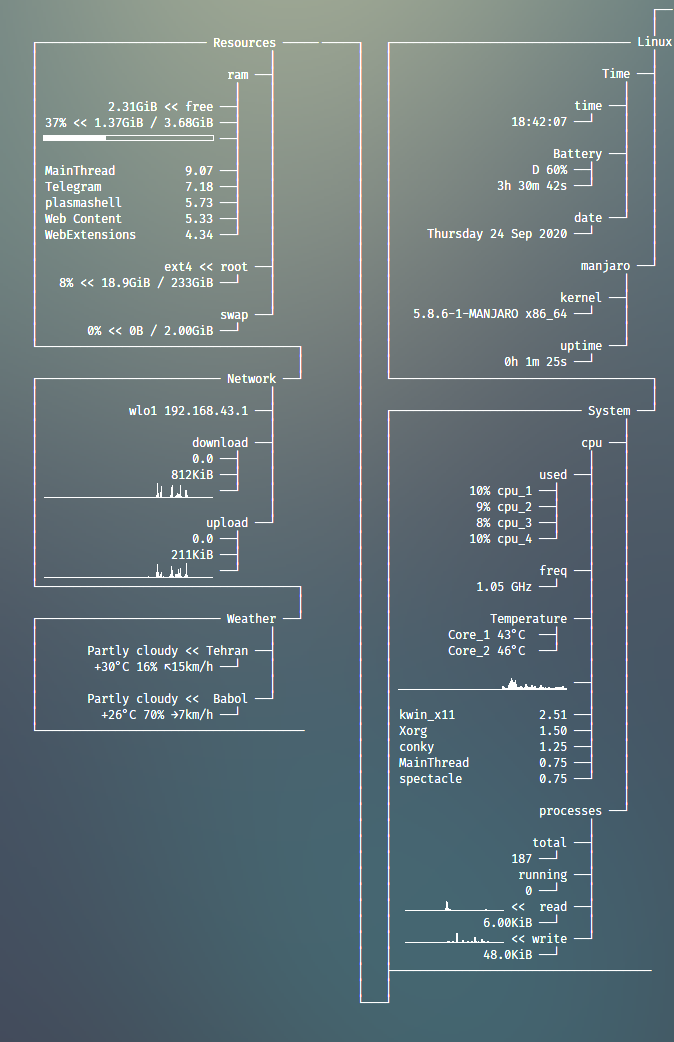 Resources
ram
2.31GiB << free
37% << 1.37GiB / 3.68GiB
MainThread 9.07
Telegram 7.18
plasmashell 5.73
Web Content 5.33
WebExtensions 4.34
ext4 << root
8% << 18.9GiB / 233GiB
swap
0% << 0B / 2.00GiB
Network
wlo1 192.168.43.1
download
0.0
812KiB
upload
0.0
211KiB
Weather
Partly cloudy << Tehran
+30°C 16% ↖15km/h
Partly cloudy << Babol
+26°C 70% →7km/h
Linux
Time
time
18:42:07
Battery
D 60%
3h 30m 42s
date
Thursday 24 Sep 2020
manjaro
kernel
5.8.6-1-MANJARO x86_64
uptime
0h 1m 25s
System
cpu
used
10% cpu_1
9% cpu_2
8% cpu_3
10% cpu_4
freq
1.05 GHz
Temperature
Core_1 43°C
Core_2 46°C
kwin_x11 2.51
Xorg 1.50
conky 1.25
MainThread 0.75
spectacle 0.75
processes
total
187
running
0
<< read
6.00KiB
<< write
48.0KiB